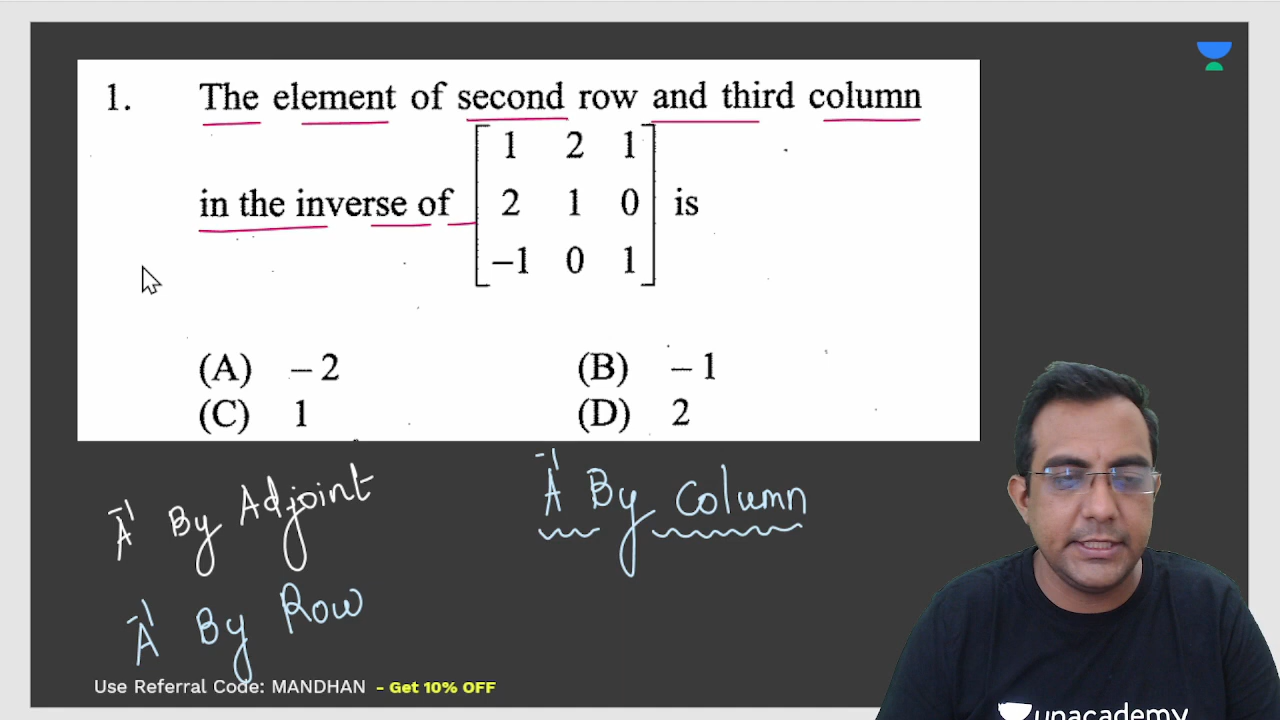 1. The element of second row and third column
1 2 1
in the inverse of 2 1 0 is
-1 0 1
(A) – 2 (B) – 1
(C) 1 (D) 2
A⁻¹ By Adjoint
A⁻¹ By Column
A⁻¹ By Row
Use Referral Code: MANDHAN - Get 10% OFF
unacademy